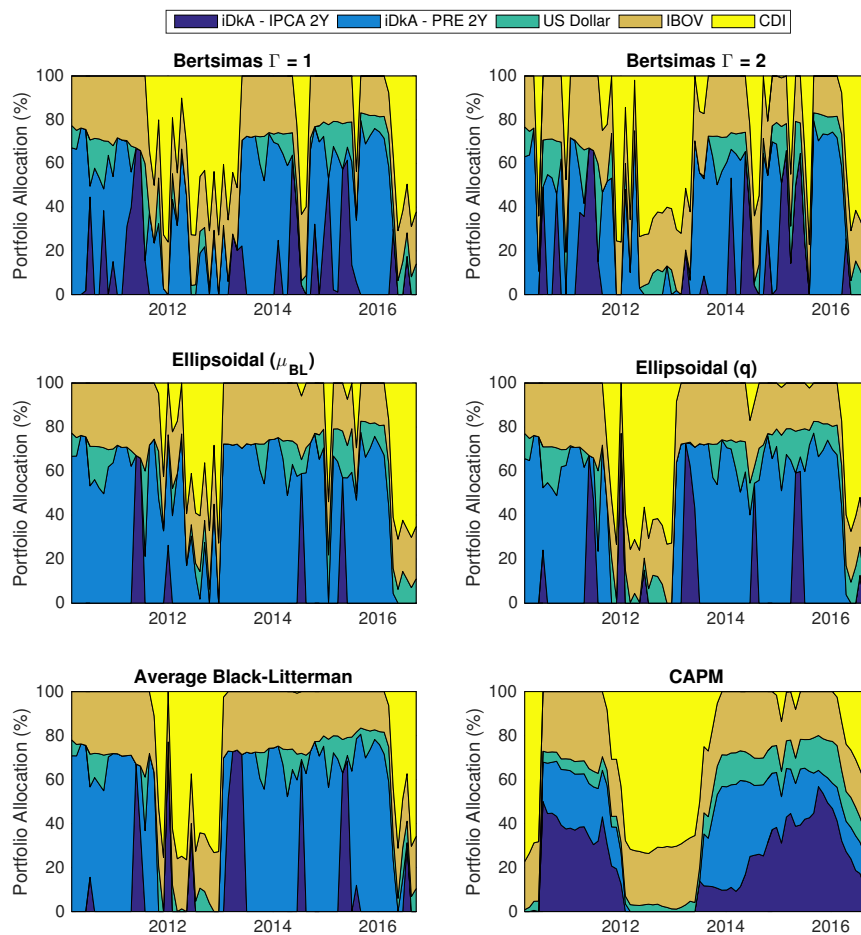 iDkA - IPCA 2Y iDkA - PRE 2Y US Dollar IBOV CDI
Bertsimas Γ = 1
Portfolio Allocation (%)
100
80
60
40
20
0
2012 2014 2016
Bertsimas Γ = 2
Portfolio Allocation (%)
100
80
60
40
20
0
2012 2014 2016
Ellipsoidal (μBL)
Portfolio Allocation (%)
100
80
60
40
20
0
2012 2014 2016
Ellipsoidal (q)
Portfolio Allocation (%)
100
80
60
40
20
0
2012 2014 2016
Average Black-Litterman
Portfolio Allocation (%)
100
80
60
40
20
0
2012 2014 2016
CAPM
Portfolio Allocation (%)
100
80
60
40
20
0
2012 2014 2016